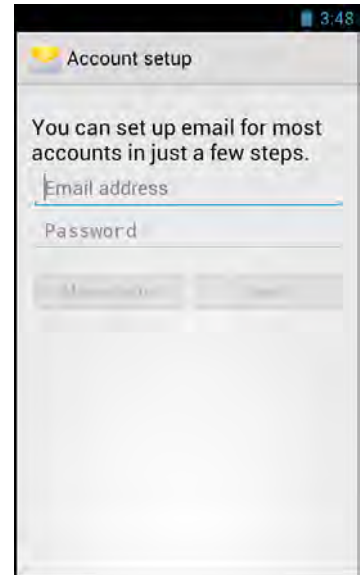 3:48
Account setup
You can set up email for most
accounts in just a few steps.
Email address
Password